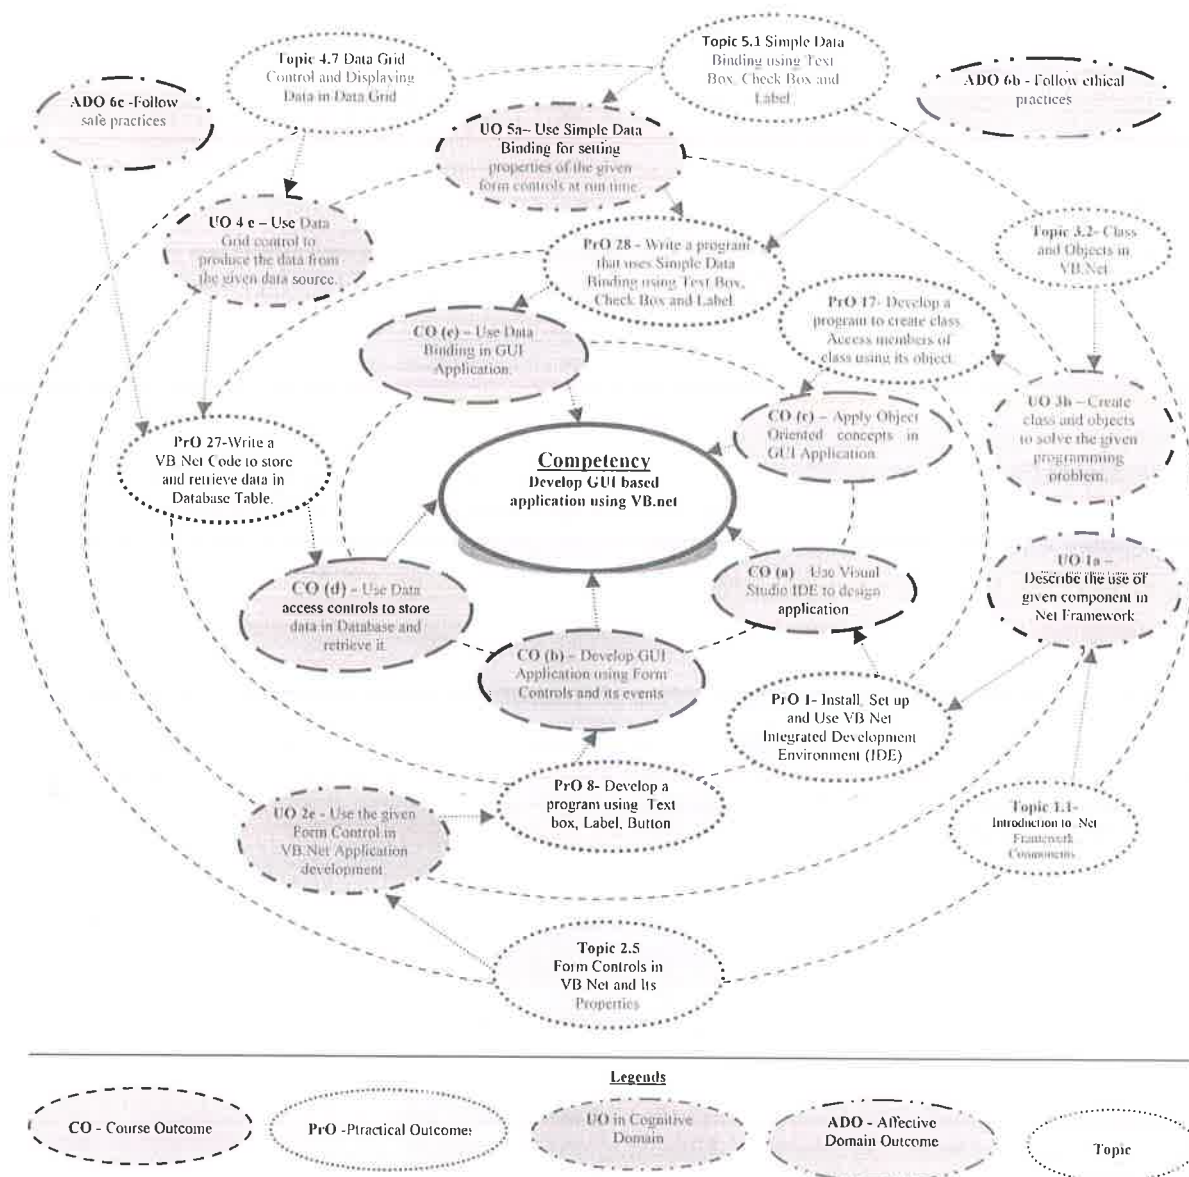 Topic 4.7 Data Grid
Control and Displaying
Data in Data Grid
Topic 5.1 Simple Data
Binding using Text
Box, Check Box and
Label
ADO 6c -Follow
safe practices
ADO 6b - Follow ethical
practices
UO 5a– Use Simple Data
Binding for setting
properties of the given
form controls at run time
UO 4 e – Use Data
Grid control to
produce the data from
the given data source.
PrO 28 - Write a program
that uses Simple Data
Binding using Text Box,
Check Box and Label
Topic 3.2- Class
and Objects in
VB.Net
PrO 17- Develop a
program to create class
Access members of
class using its object.
CO (e) – Use Data
Binding in GUI
Application.
UO 3b – Create
class and objects
to solve the given
programming
problem.
CO (c) – Apply Object
Oriented concepts in
GUI Application
PrO 27-Write a
VB Net Code to store
and retrieve data in
Database Table.
Competency
Develop GUI based
application using VB.net
CO (d) – Use Data
access controls to store
data in Database and
retrieve it
CO (a) – Use Visual
Studio IDE to design
application
UO 1a –
Describe the use of
given component in
Net Framework
CO (b) – Develop GUI
Application using Form
Controls and its events
PrO 1- Install, Set up
and Use VB Net
Integrated Development
Environment (IDE)
PrO 8- Develop a
program using Text
box, Label, Button
UO 2e - Use the given
Form Control in
VB.Net Application
development.
Topic 1.1-
Introduction to .Net
Framework
Components
Topic 2.5
Form Controls in
VB Net and Its
Properties
Legends
CO - Course Outcome
PrO -Ptractical Outcomes
UO in Cognitive
Domain
ADO - Affective
Domain Outcome
Topic